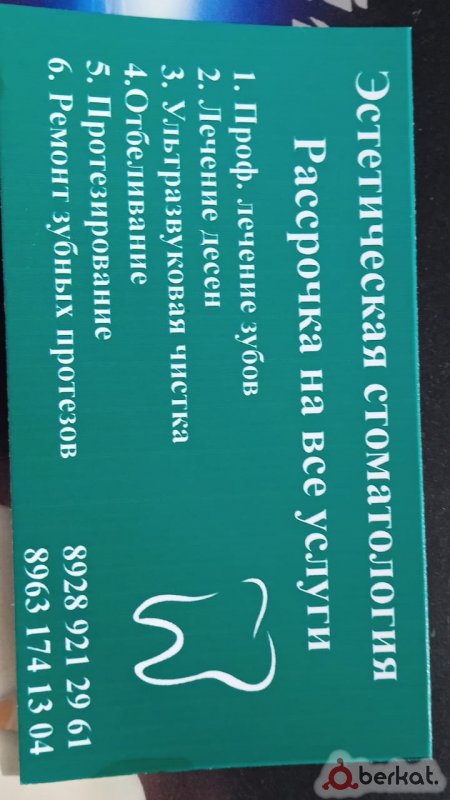 Эстетическая стоматология
Рассрочка на все услуги
1. Проф. лечение зубов
2. Лечение десен
3. Ультразвуковая чистка
4.Отбеливание
5. Протезирование
6. Ремонт зубных протезов
8928 921 29 61
8963 174 13 04
berkat.